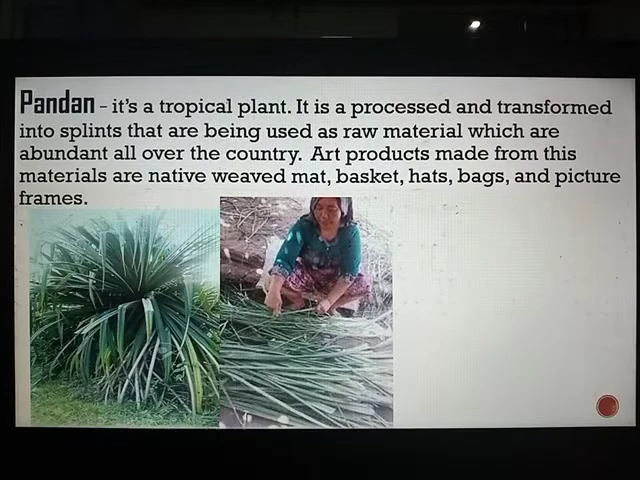 Pandan - it's a tropical plant. It is a processed and transformed
into splints that are being used as raw material which are
abundant all over the country. Art products made from this
materials are native weaved mat, basket, hats, bags, and picture
frames.